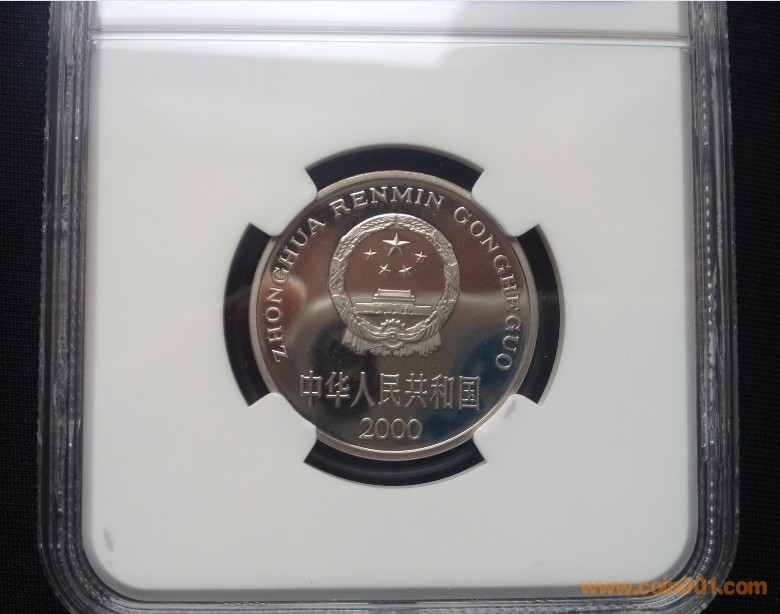 ZHONGHUA RENMIN GONGHEGUO
中华人民共和国
2000
www.coin001.com